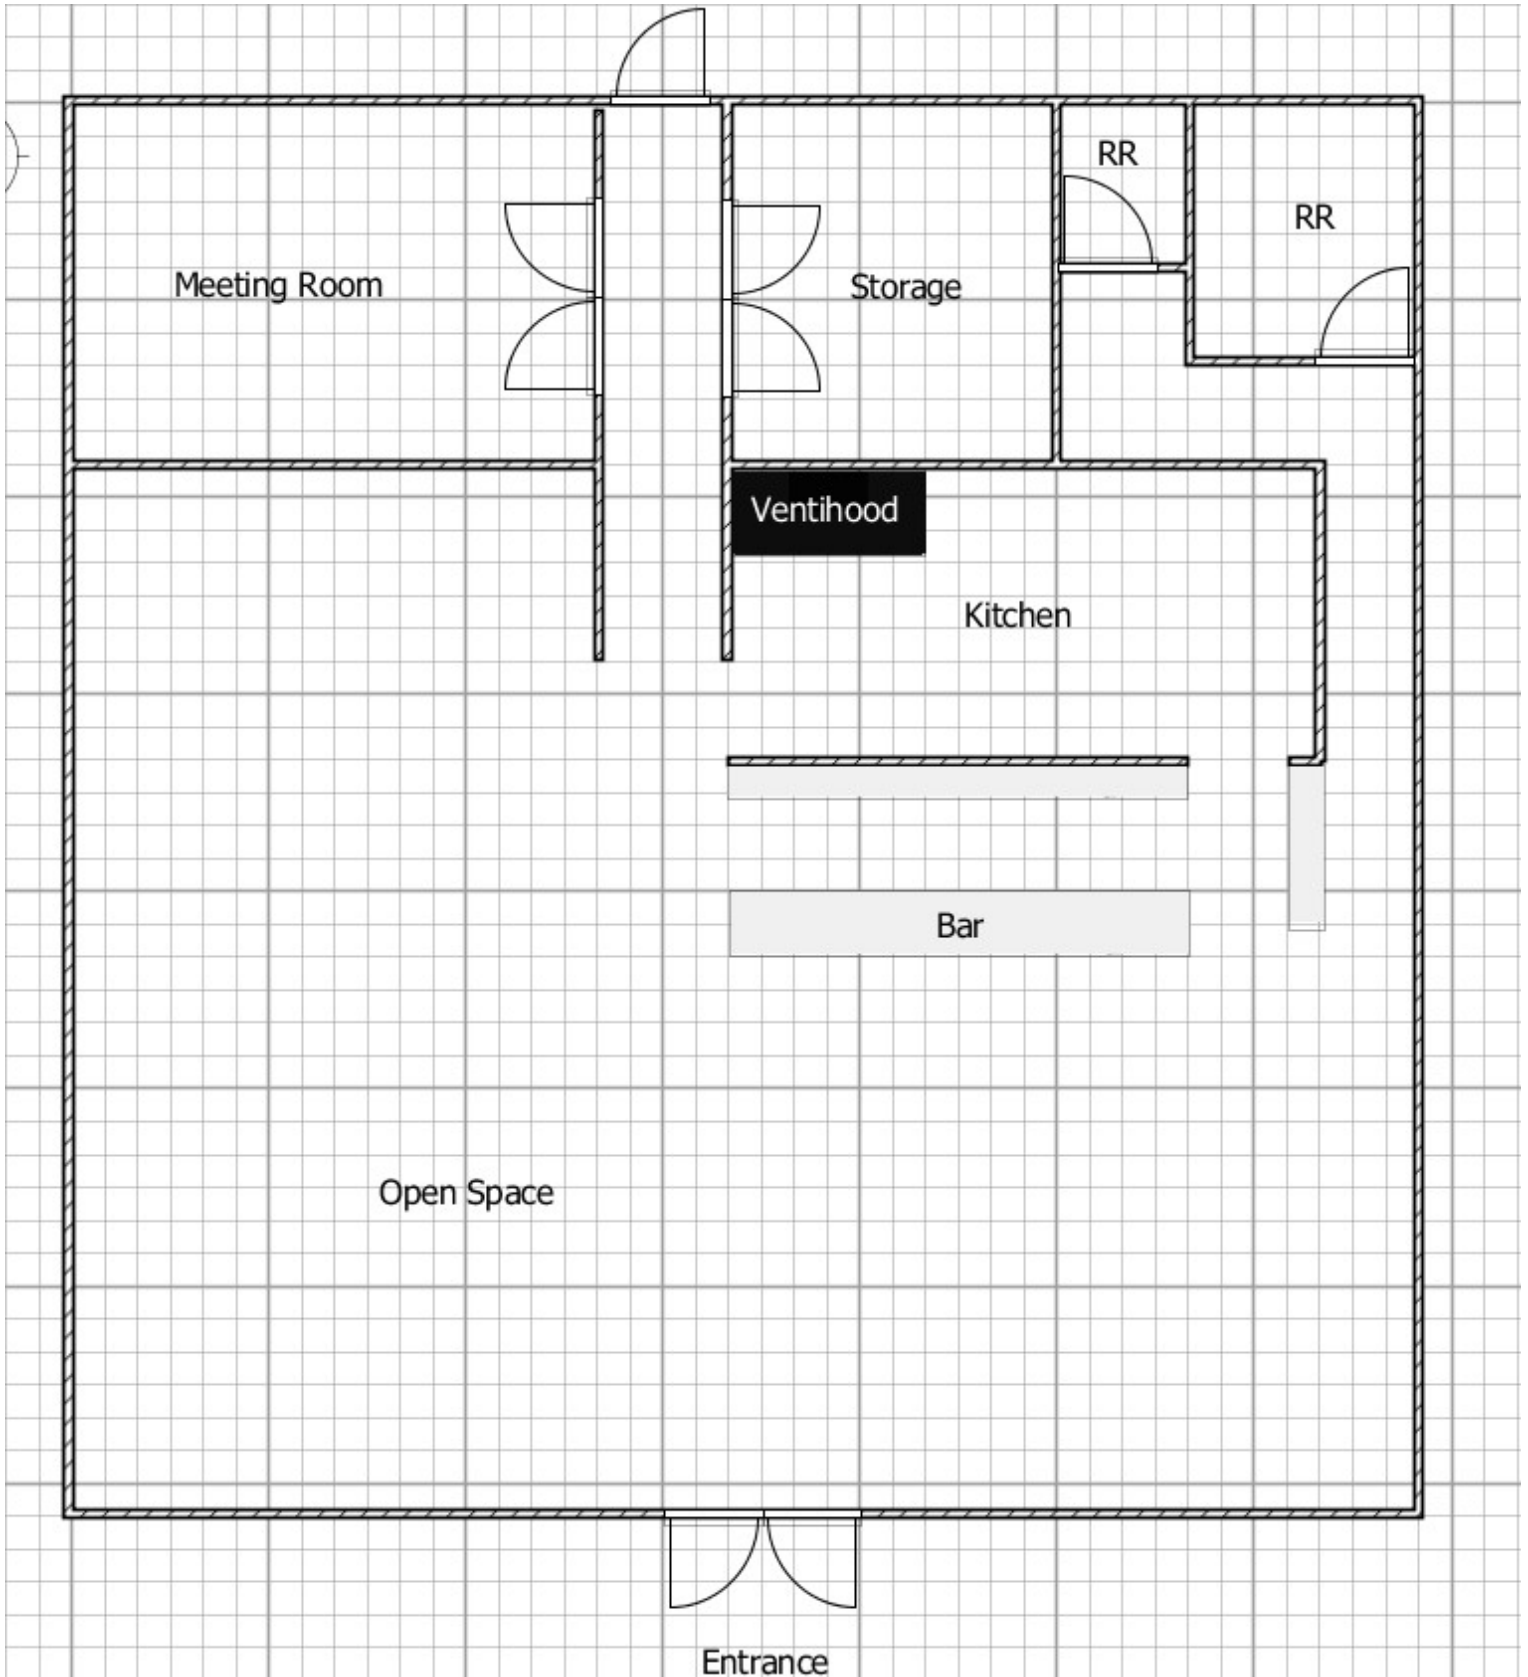 RR
RR
Meeting Room
Storage
Ventihood
Kitchen
Bar
Open Space
Entrance